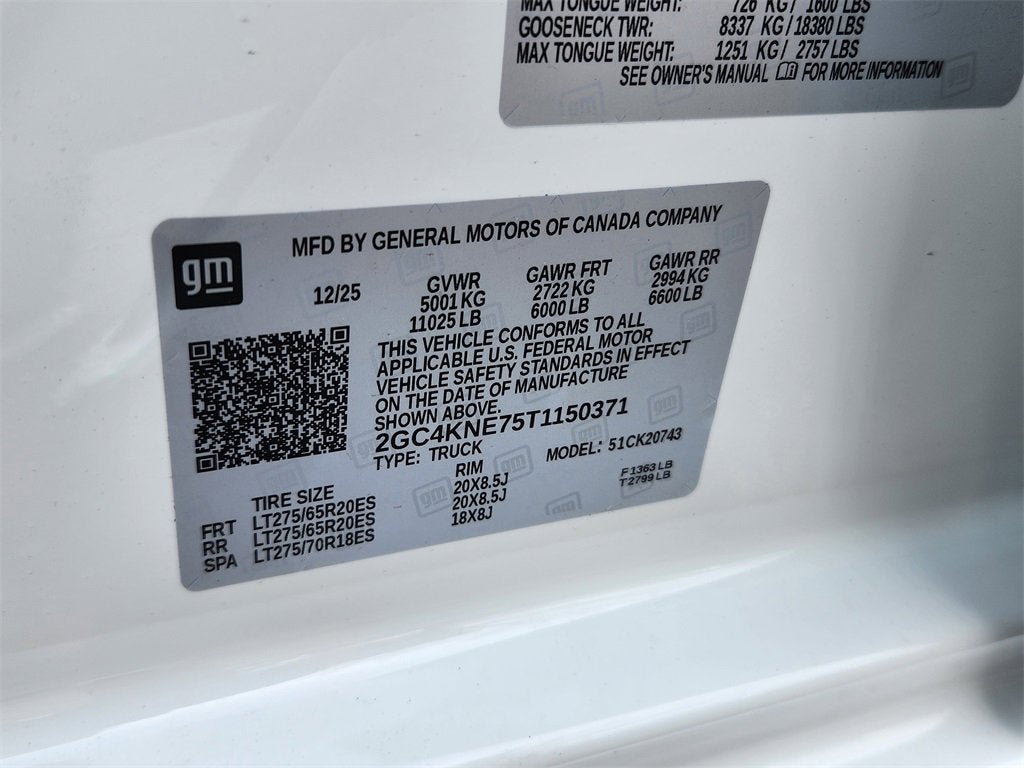 MAX TONGUE WEIGHT: 726 KG/ 1600 LBS
GOOSENECK TWR: 8337 KG/18380 LBS
MAX TONGUE WEIGHT: 1251 KG/ 2757 LBS
SEE OWNER'S MANUAL FOR MORE INFORMATION
gm
MFD BY GENERAL MOTORS OF CANADA COMPANY
12/25
GVWR GAWR FRT GAWR RR
5001 KG 2722 KG 2994 KG
11025 LB 6000 LB 6600 LB
THIS VEHICLE CONFORMS TO ALL
APPLICABLE U.S. FEDERAL MOTOR
VEHICLE SAFETY STANDARDS IN EFFECT
ON THE DATE OF MANUFACTURE
SHOWN ABOVE.
2GC4KNE75T1150371
TYPE: TRUCK MODEL: 51CK20743
TIRE SIZE RIM
FRT LT275/65R20ES 20X8.5J
RR LT275/65R20ES 20X8.5J
SPA LT275/70R18ES 18X8J
F 1363 LB
T 2799 LB